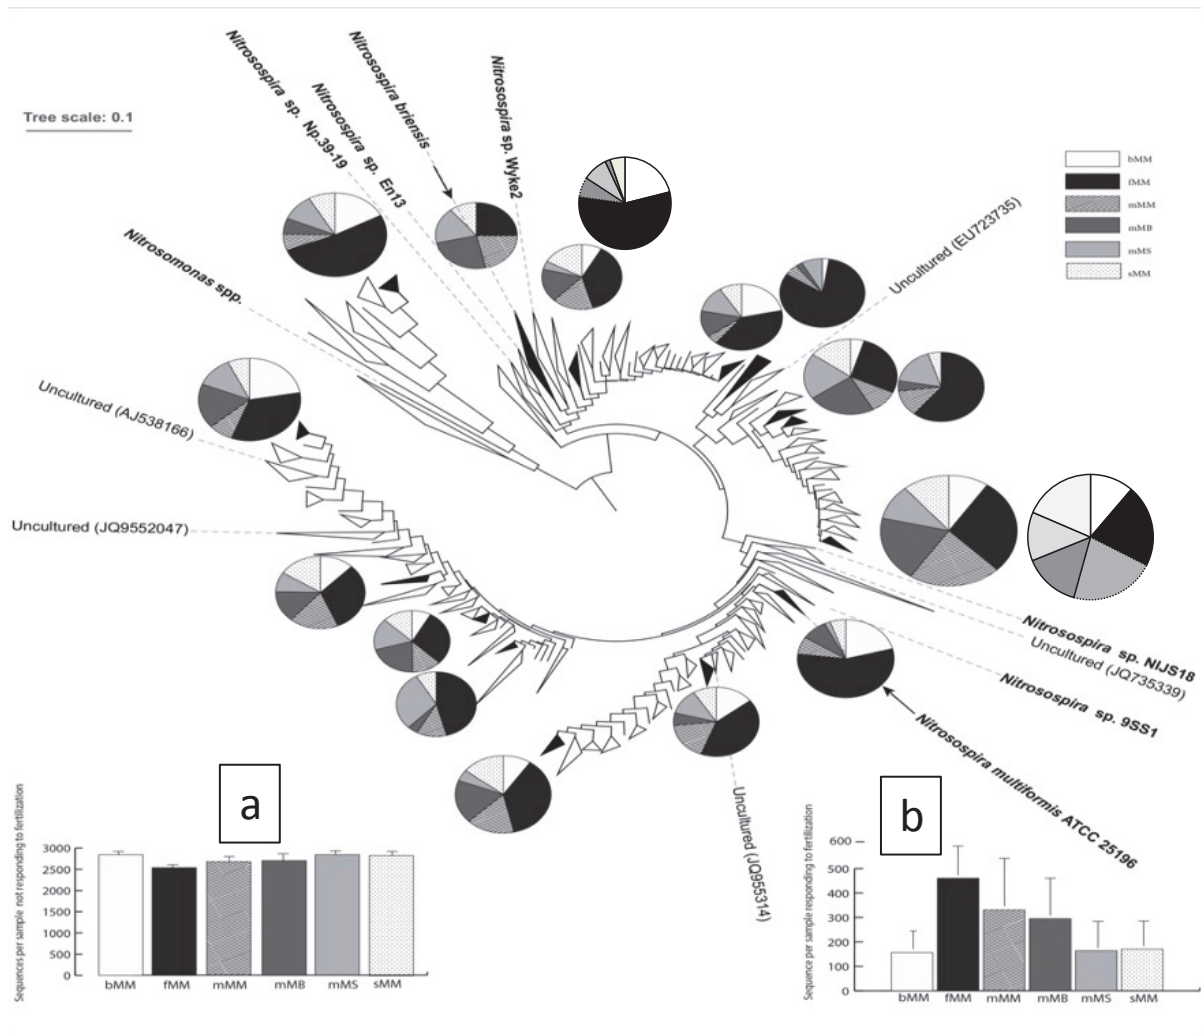 Nitrosospira sp. Np.39-19
Nitrosospira sp. En13
Nitrosospira briensis
Nitrosospira sp. Wyke2
Tree scale: 0.1
Nitrosomonas spp.
Uncultured (EU723735)
bMM
fMM
mMM
mMB
mMS
sMM
Uncultured (AJ538166)
Uncultured (JQ9552047)
Nitrosospira sp. NIJS18
Uncultured (JQ735339)
Nitrosospira sp. 9SS1
Nitrosospira multiformis ATCC 25196
Uncultured (JQ955314)
a
Sequences per sample not responding to fertilization
3000
2500
2000
1500
1000
500
0
bMM fMM mMM mMB mMS sMM
b
Sequence per sample responding to fertilization
600
500
400
300
200
100
0
bMM fMM mMM mMB mMS sMM